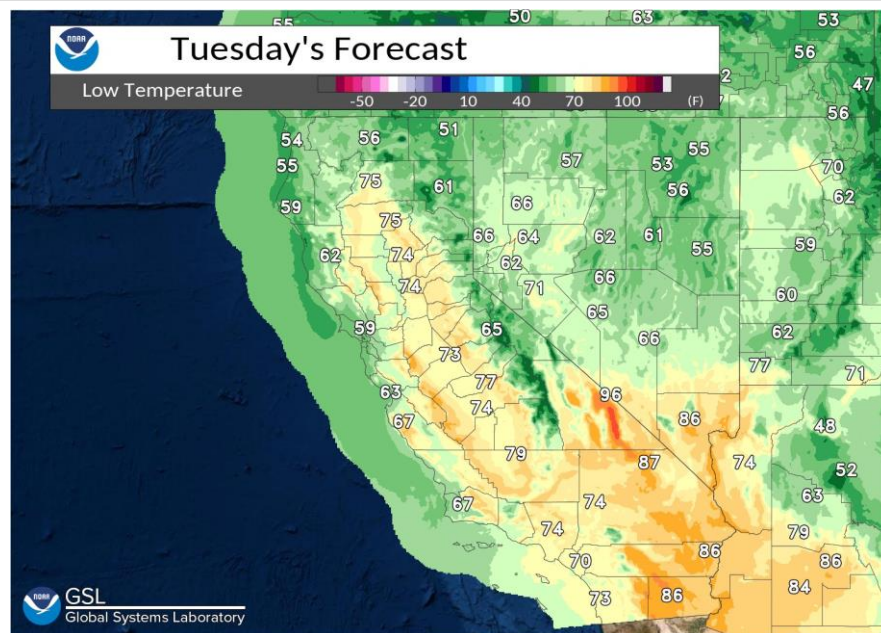 NOAA
Tuesday's Forecast
Low Temperature
-50 -20 10 40 70 100 (F)
55 50 63 53
56
47
56
54 56 51 57 55
55 53 70
75 61 56 62
59 66
75 66 64 62 61 59
62 74 62 55
74 71 66 60
65
59 65 66 62
73 77 71
77
63 74 96 86 48
67
79 87 74 52
63
67 74
74 79
70 86 86
73 86 84
GSL
Global Systems Laboratory